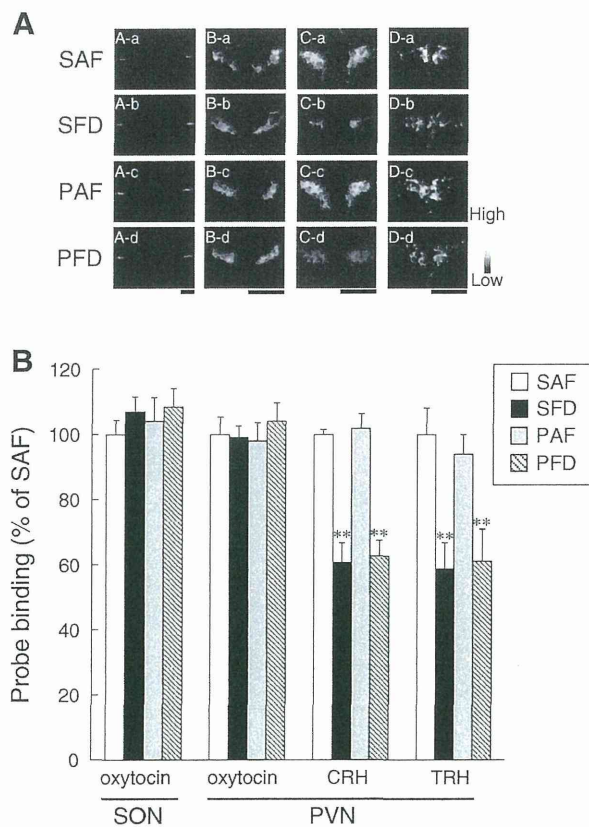 A
A-a B-a C-a D-a
SAF
A-b B-b C-b D-b
SFD
A-c B-c C-c D-c
PAF
High
A-d B-d C-d D-d
PFD
Low
B
Probe binding (% of SAF)
120
100
80
60
40
20
0
** ** ** **
SAF
SFD
PAF
PFD
oxytocin oxytocin CRH TRH
SON PVN